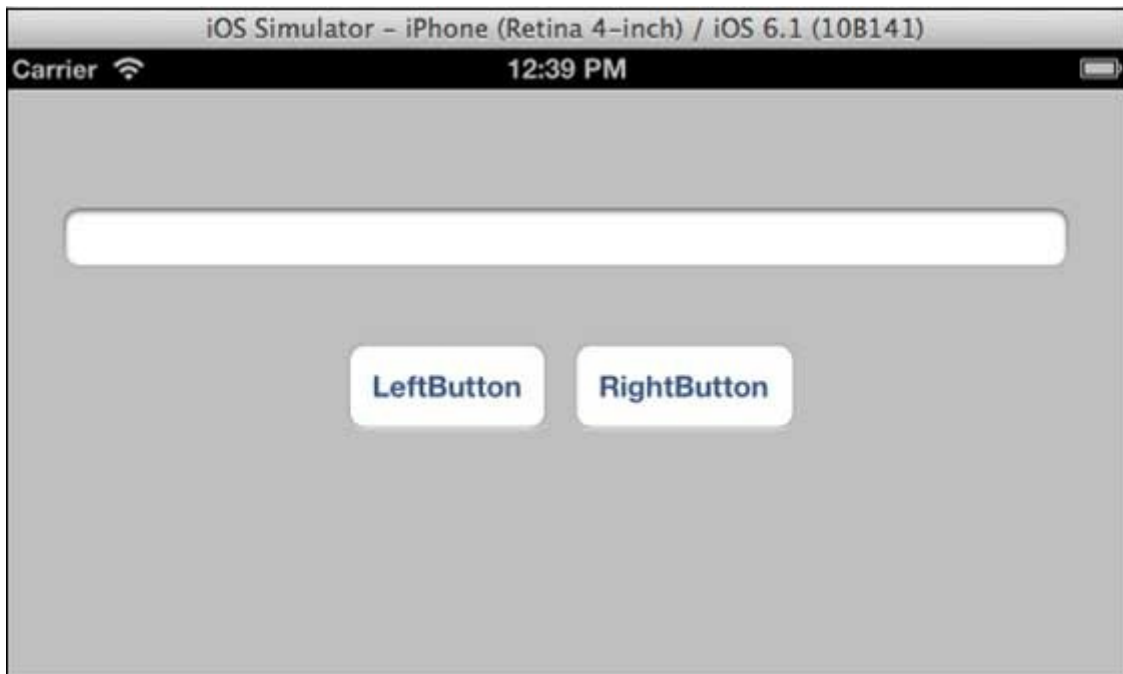 iOS Simulator – iPhone (Retina 4-inch) / iOS 6.1 (10B141)
Carrier 12:39 PM
LeftButton RightButton